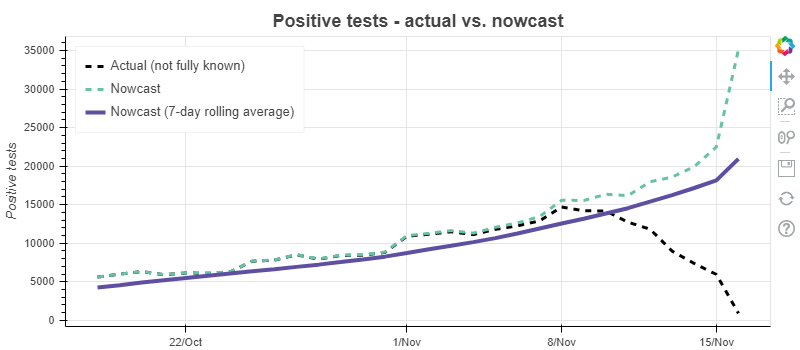 Positive tests - actual vs. nowcast
Actual (not fully known)
Nowcast
Nowcast (7-day rolling average)
Positive tests
35000
30000
25000
20000
15000
10000
5000
0
22/Oct
1/Nov
8/Nov
15/Nov